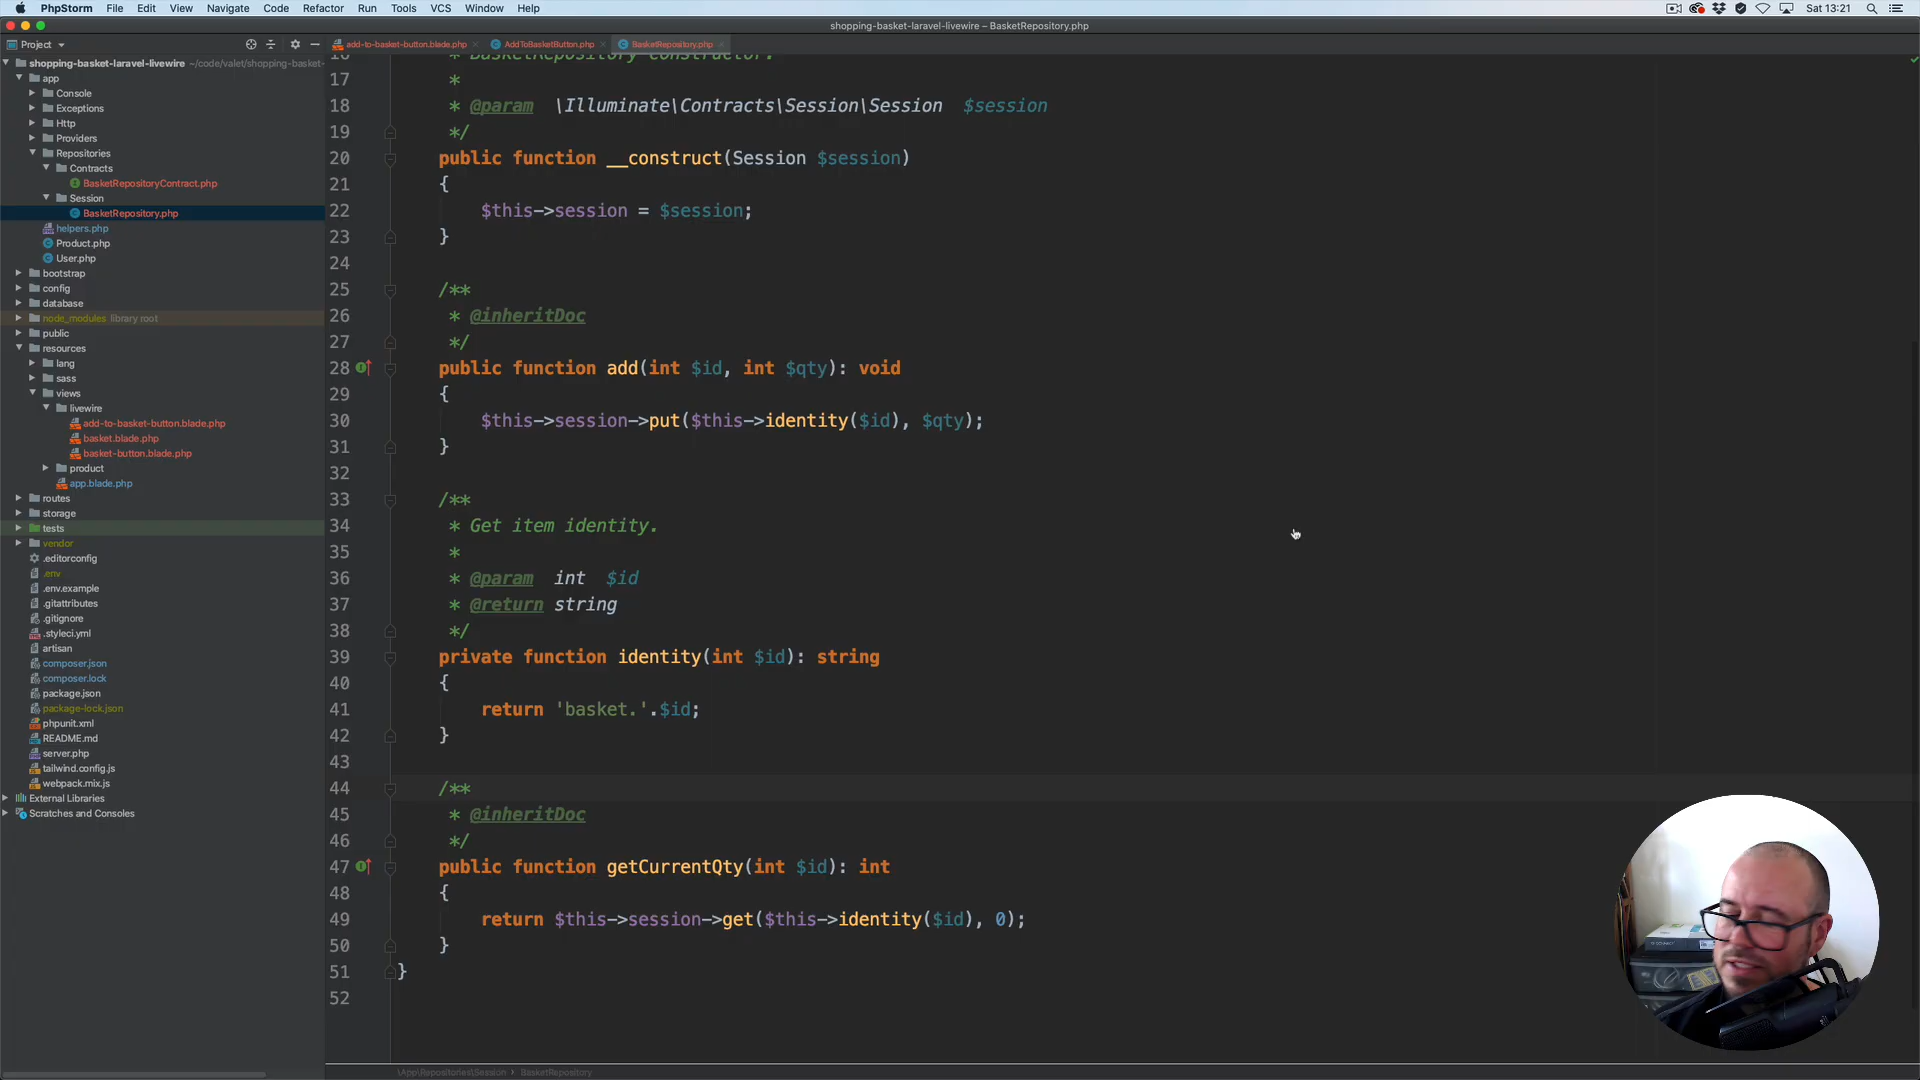 PhpStorm File Edit View Navigate Code Refactor Run Tools VCS Window Help Sat 13:21
shopping-basket-laravel-livewire – BasketRepository.php
Project
add-to-basket-button.blade.php AddToBasketButton.php BasketRepository.php
shopping-basket-laravel-livewire ~/code/valet/shopping-basket-
app
Console
Exceptions
Http
Providers
Repositories
Contracts
BasketRepositoryContract.php
Session
BasketRepository.php
helpers.php
Product.php
User.php
bootstrap
config
database
node_modules library root
public
resources
lang
sass
views
livewire
add-to-basket-button.blade.php
basket.blade.php
basket-button.blade.php
product
app.blade.php
routes
storage
tests
vendor
.editorconfig
.env
.env.example
.gitattributes
.gitignore
.styleci.yml
artisan
composer.json
composer.lock
package.json
package-lock.json
phpunit.xml
README.md
server.php
tailwind.config.js
webpack.mix.js
External Libraries
Scratches and Consoles
16 * BasketRepository constructor.
17 *
18 * @param \Illuminate\Contracts\Session\Session $session
19 */
20 public function __construct(Session $session)
21 {
22 $this->session = $session;
23 }
24
25 /**
26 * @inheritDoc
27 */
28 public function add(int $id, int $qty): void
29 {
30 $this->session->put($this->identity($id), $qty);
31 }
32
33 /**
34 * Get item identity.
35 *
36 * @param int $id
37 * @return string
38 */
39 private function identity(int $id): string
40 {
41 return 'basket.'.$id;
42 }
43
44 /**
45 * @inheritDoc
46 */
47 public function getCurrentQty(int $id): int
48 {
49 return $this->session->get($this->identity($id), 0);
50 }
51 }
52
\App\Repositories\Session › BasketRepository